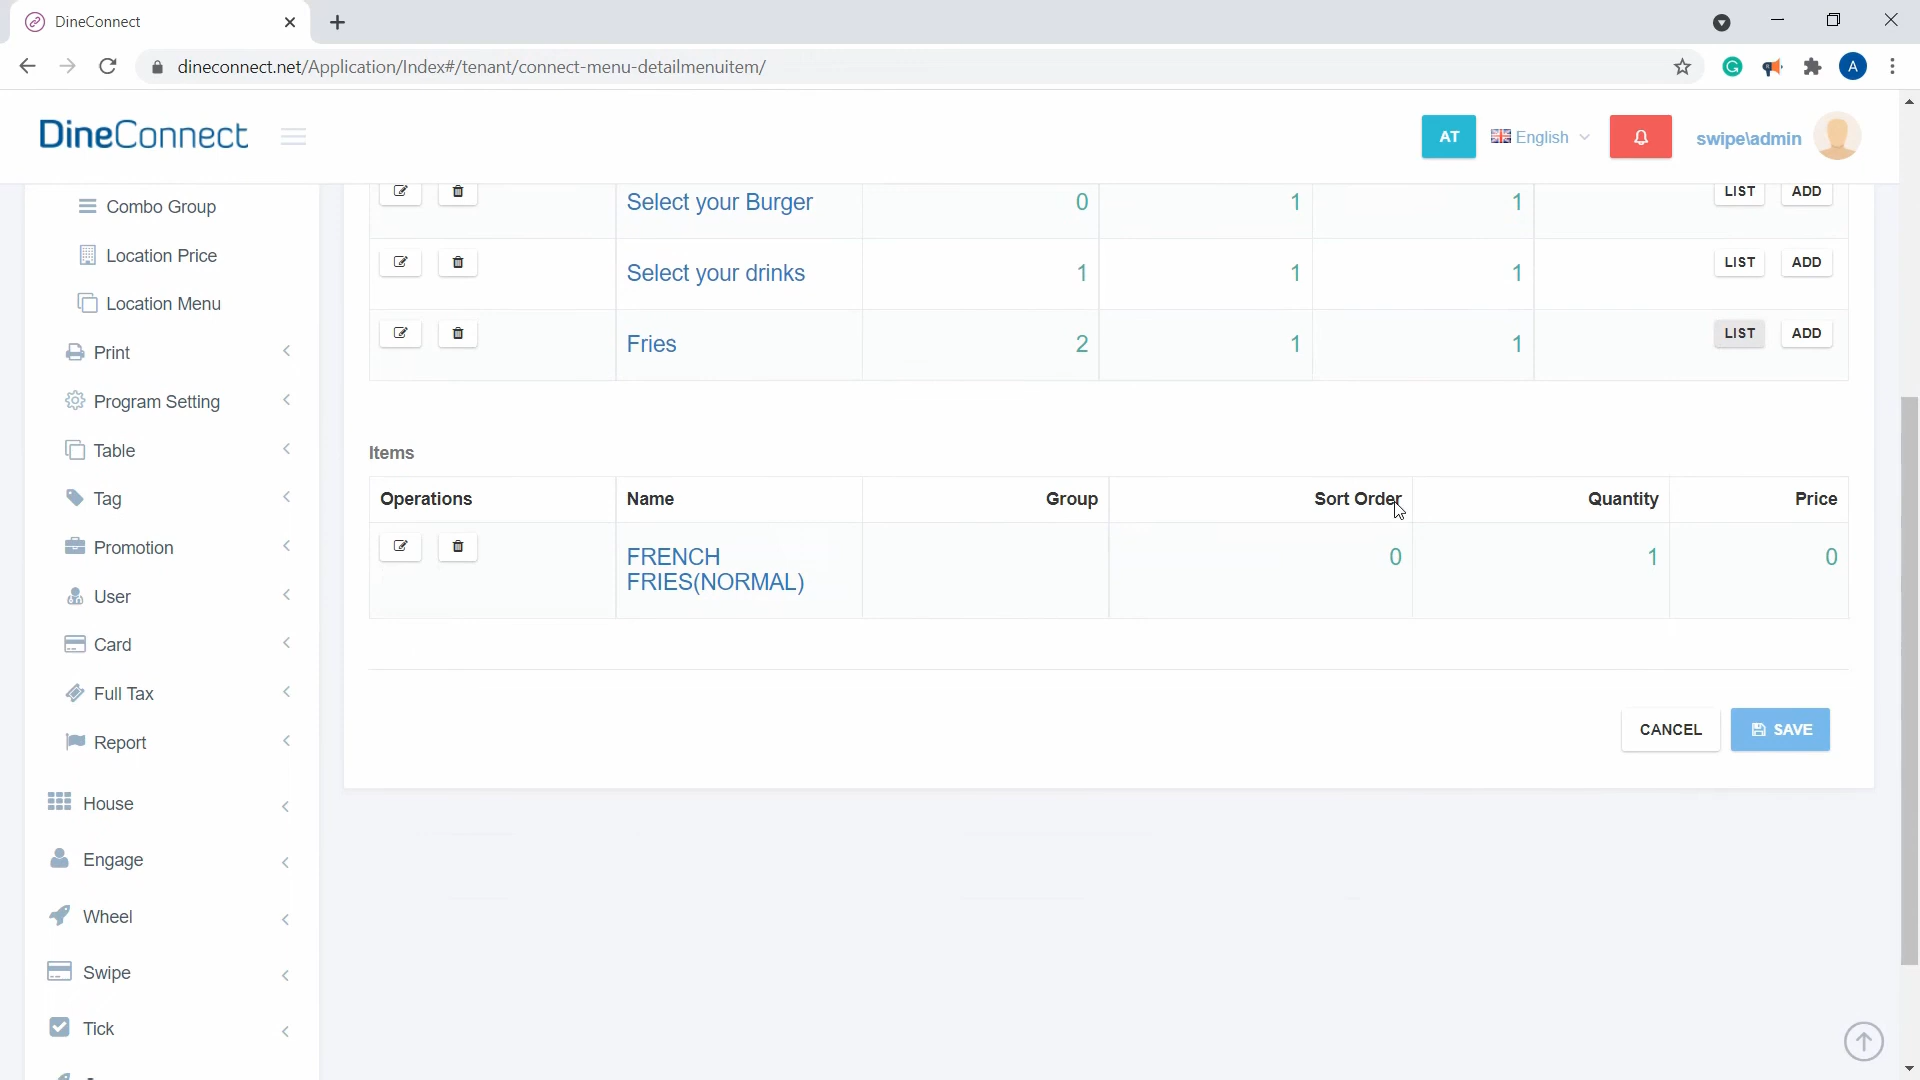 DineConnect
dineconnect.net/Application/Index#/tenant/connect-menu-detailmenuitem/
A
DineConnect
AT
English
swipe\admin
Combo Group
Location Price
Location Menu
Print
Program Setting
Table
Tag
Promotion
User
Card
Full Tax
Report
House
Engage
Wheel
Swipe
Tick
Select your Burger 0 1 1 LIST ADD
Select your drinks 1 1 1 LIST ADD
Fries 2 1 1 LIST ADD
Items
Operations Name Group Sort Order Quantity Price
FRENCH
FRIES(NORMAL) 0 1 0
CANCEL SAVE